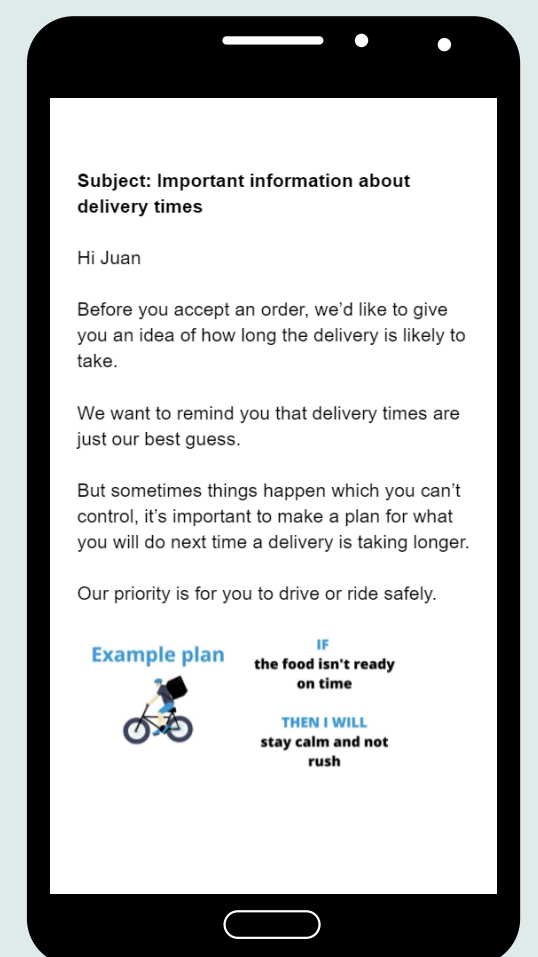 Subject: Important information about
delivery times
Hi Juan
Before you accept an order, we’d like to give
you an idea of how long the delivery is likely to
take.
We want to remind you that delivery times are
just our best guess.
But sometimes things happen which you can’t
control, it’s important to make a plan for what
you will do next time a delivery is taking longer.
Our priority is for you to drive or ride safely.
Example plan
IF
the food isn't ready
on time
THEN I WILL
stay calm and not
rush